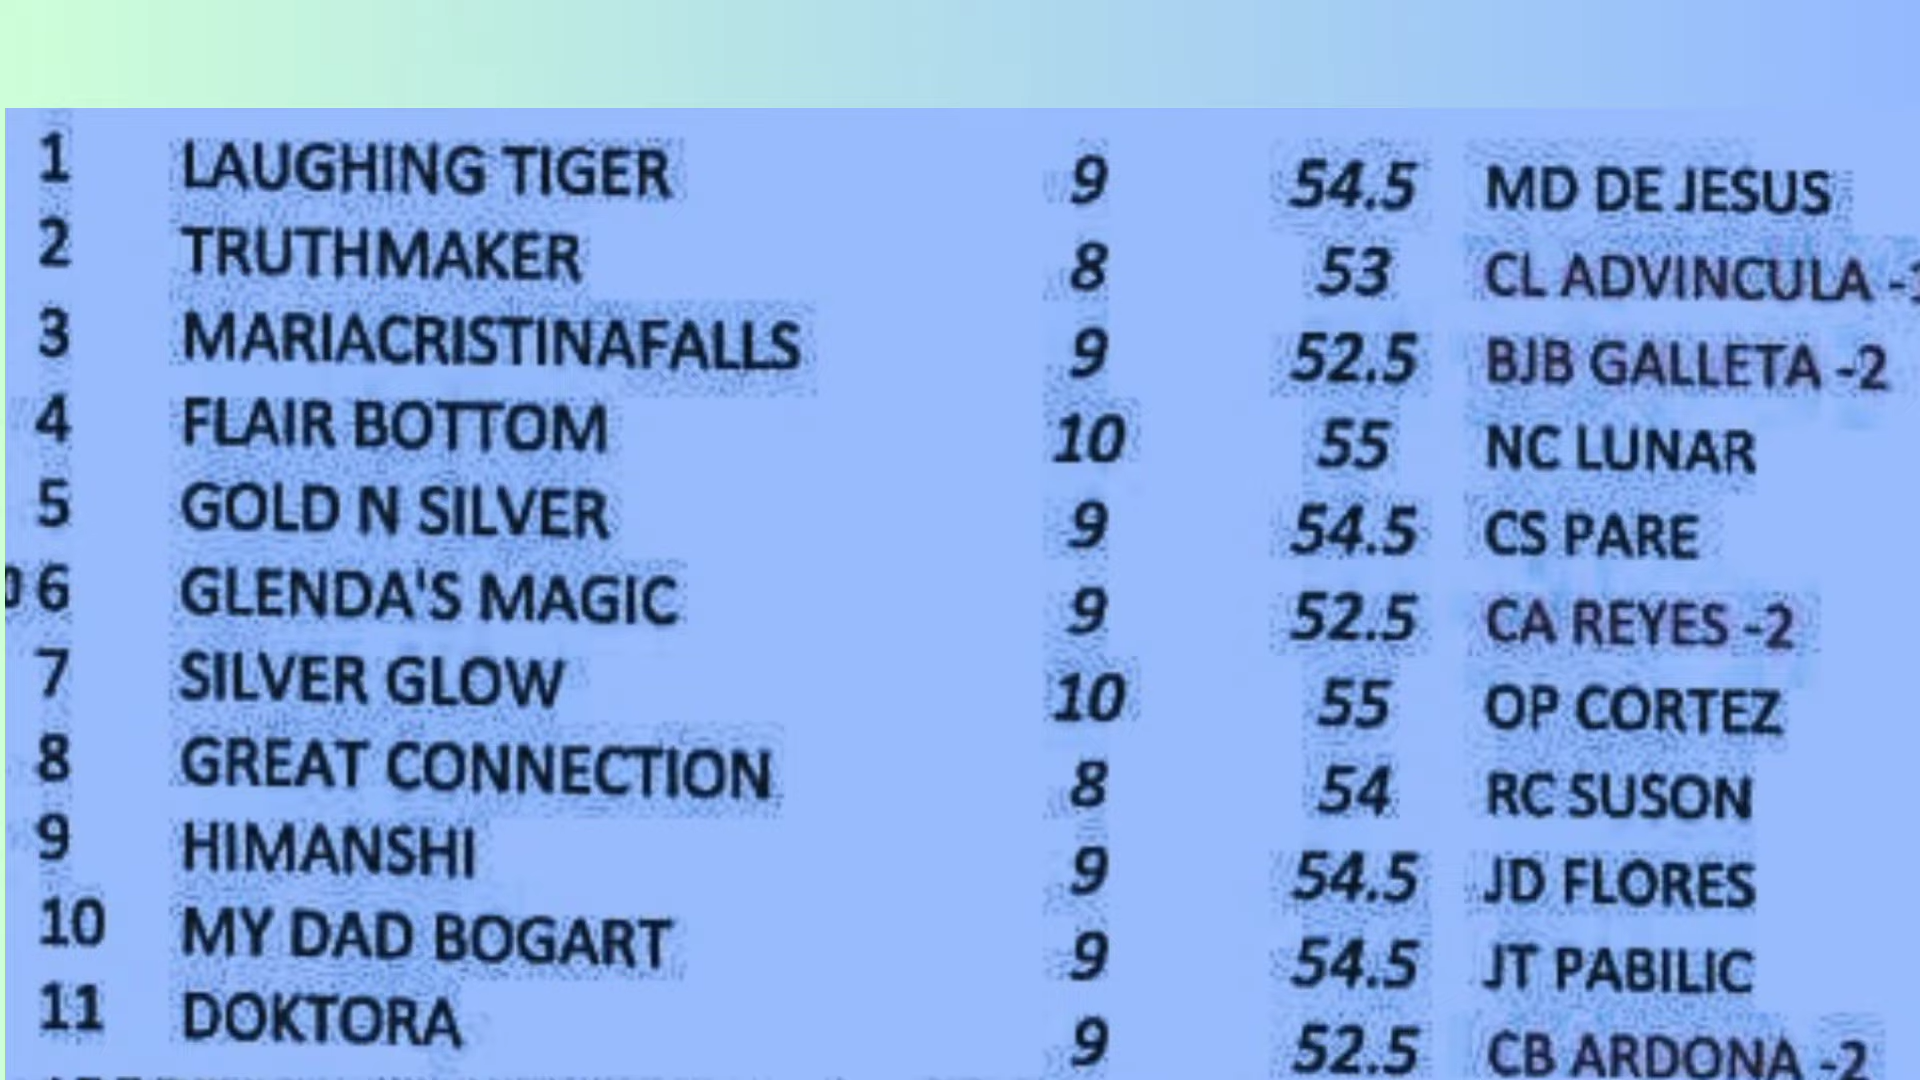 1 LAUGHING TIGER 9 54.5 MD DE JESUS
2 TRUTHMAKER 8 53 CL ADVINCULA -1
3 MARIACRISTINAFALLS 9 52.5 BJB GALLETA -2
4 FLAIR BOTTOM 10 55 NC LUNAR
5 GOLD N SILVER 9 54.5 CS PARE
6 GLENDA'S MAGIC 9 52.5 CA REYES -2
7 SILVER GLOW 10 55 OP CORTEZ
8 GREAT CONNECTION 8 54 RC SUSON
9 HIMANSHI 9 54.5 JD FLORES
10 MY DAD BOGART 9 54.5 JT PABILIC
11 DOKTORA 9 52.5 CB ARDONA -2